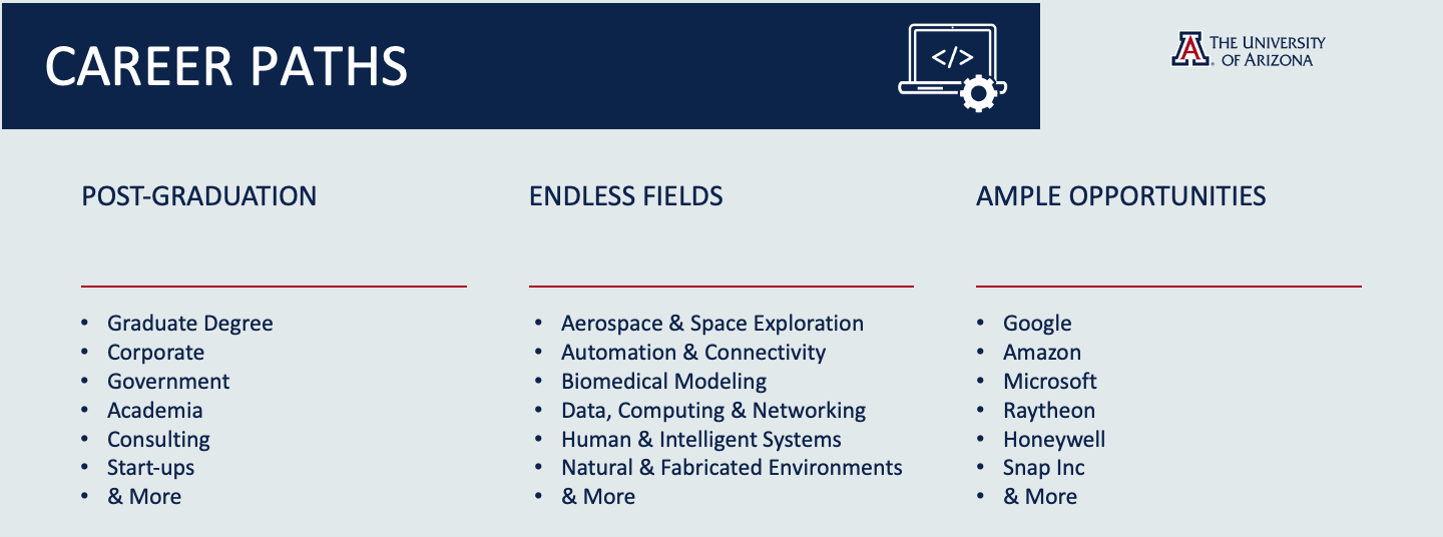 CAREER PATHS
</>
A
THE UNIVERSITY
OF ARIZONA
POST-GRADUATION
• Graduate Degree
• Corporate
• Government
• Academia
• Consulting
• Start-ups
• & More
ENDLESS FIELDS
• Aerospace & Space Exploration
• Automation & Connectivity
• Biomedical Modeling
• Data, Computing & Networking
• Human & Intelligent Systems
• Natural & Fabricated Environments
• & More
AMPLE OPPORTUNITIES
• Google
• Amazon
• Microsoft
• Raytheon
• Honeywell
• Snap Inc
• & More